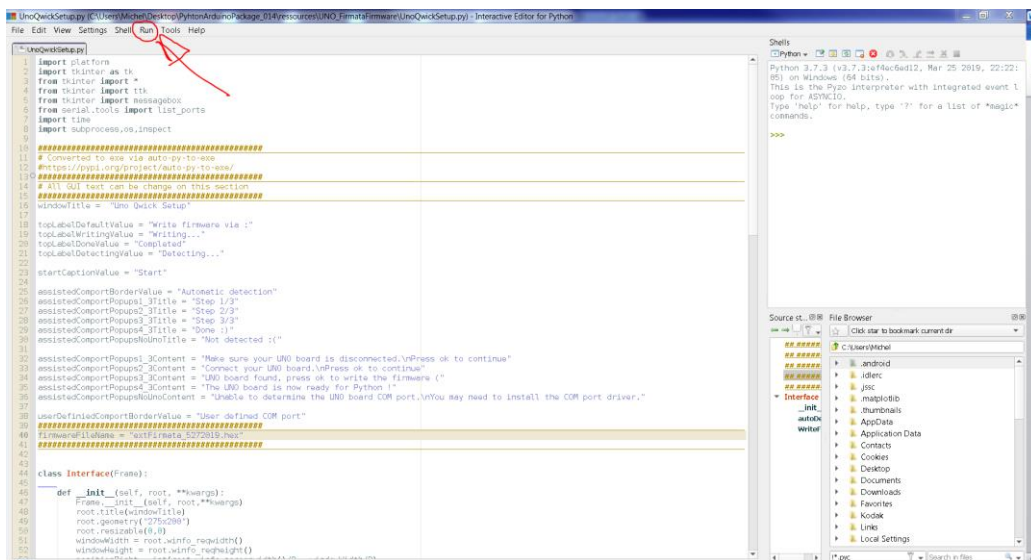 UnoQwickSetup.py (C:\Users\Michel\Desktop\PyhtonArduinoPackage_014\ressources\UNO_FirmataFirmware\UnoQwickSetup.py) - Interactive Editor for Python
File Edit View Settings Shell Run Tools Help
UnoQwickSetup.py
1 import platform
2 import tkinter as tk
3 from tkinter import *
4 from tkinter import ttk
5 from tkinter import messagebox
6 from serial.tools import list_ports
7 import time
8 import subprocess,os,inspect
9
10 ##########################################
11 # Converted to exe via auto-py-to-exe
12 #https://pypi.org/project/auto-py-to-exe/
13 ##########################################
14 # All GUI text can be change on this section
15 ##########################################
16 windowTitle = "Uno Qwick Setup"
17
18 topLabelDefaultValue = "Write firmware via :"
19 topLabelWritingValue = "Writing..."
20 topLabelDoneValue = "Completed"
21 topLabelDetectingValue = "Detecting..."
22
23 startCaptionValue = "Start"
24
25 assistedComportBorderValue = "Automatic detection"
26 assistedComportPopups1_3Title = "Step 1/3"
27 assistedComportPopups2_3Title = "Step 2/3"
28 assistedComportPopups3_3Title = "Step 3/3"
29 assistedComportPopups4_3Title = "Done :)"
30 assistedComportPopupsNoUnoTitle = "Not detected :("
31
32 assistedComportPopups1_3Content = "Make sure your UNO board is disconnected.\nPress ok to continue"
33 assistedComportPopups2_3Content = "Connect your UNO board.\nPress ok to continue"
34 assistedComportPopups3_3Content = "UNO board found, press ok to write the firmware ("
35 assistedComportPopups4_3Content = "The UNO board is now ready for Python !"
36 assistedComportPopupsNoUnoContent = "Unable to determine the UNO board COM port.\nYou may need to install the COM port driver."
37
38 userDefiniedComportBorderValue = "User defined COM port"
39 ##########################################
40 firmwareFileName = "extFirmata_5272019.hex"
41 ##########################################
42
43
44 class Interface(Frame):
45
46 def __init__(self, root, **kwargs):
47 Frame.__init__(self, root,**kwargs)
48 root.title(windowTitle)
49 root.geometry("275x200")
50 root.resizable(0,0)
51 windowWidth = root.winfo_reqwidth()
52 windowHeight = root.winfo_reqheight()
Shells
Python
Python 3.7.3 (v3.7.3:ef4ec6ed12, Mar 25 2019, 22:22:
05) on Windows (64 bits).
This is the Pyzo interpreter with integrated event l
oop for ASYNCIO.
Type 'help' for help, type '?' for a list of *magic*
commands.
>>>
Source st...
##.#####
##.#####
##.#####
##.#####
##.#####
Interface
__init_
autoDe
WriteF
File Browser
Click star to bookmark current dir
C:\Users\Michel
.android
.idlerc
.jssc
.matplotlib
.thumbnails
AppData
Application Data
Contacts
Cookies
Desktop
Documents
Downloads
Favorites
Kodak
Links
Local Settings
!*.pyc
Search in files